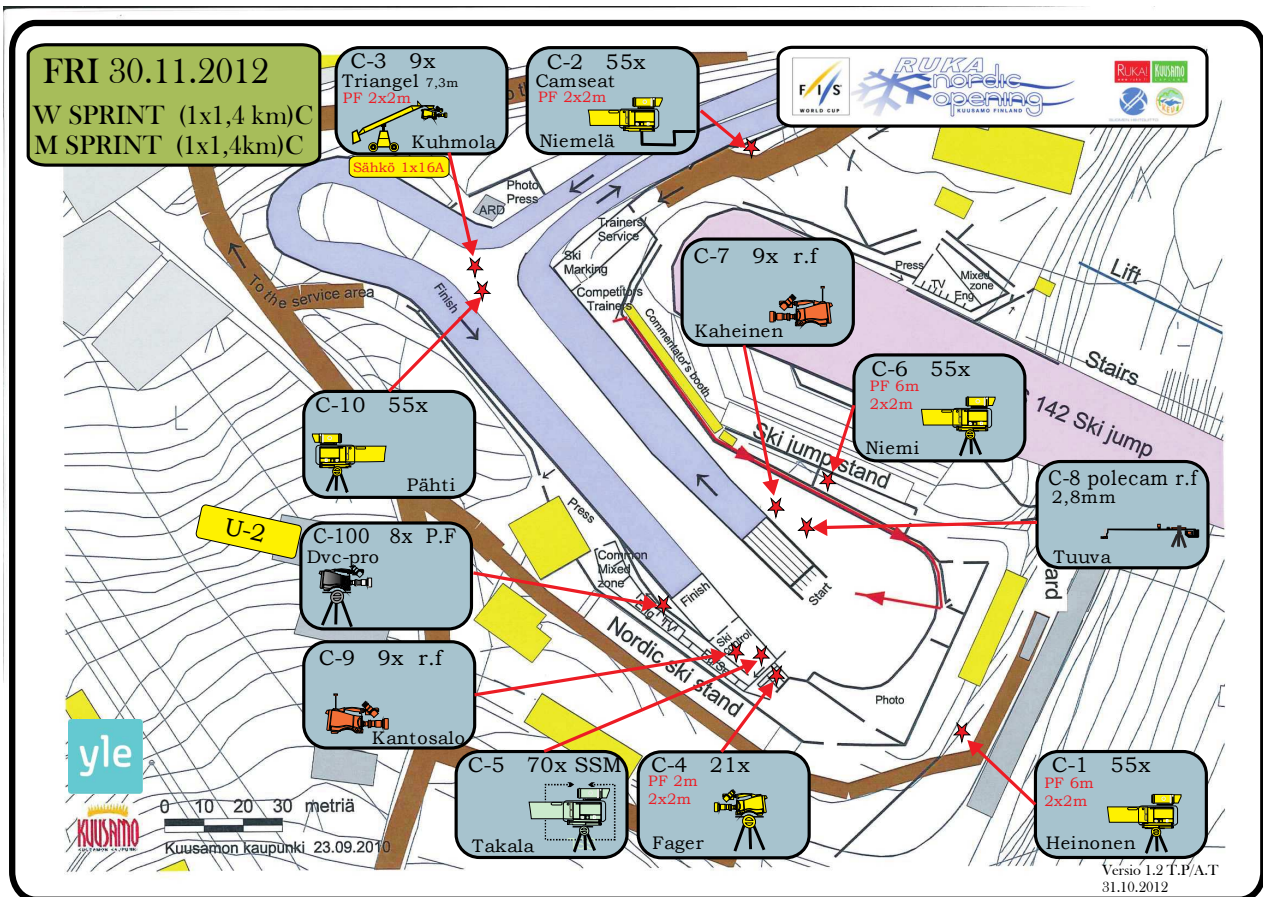 FRI 30.11.2012
W SPRINT (1x1,4 km)C
M SPRINT (1x1,4km)C
C-3 9x
Triangel 7,3m
PF 2x2m
Kuhmola
Sähkö 1x16A
C-2 55x
Camseat
PF 2x2m
Niemelä
F I S
WORLD CUP
RUKA
nordic
opening
KUUSAMO FINLAND
RUKA!
KUUSAMO
Photo
Press
ARD
Trainers/
Service
Ski
Marking
Competitors
Trainers
To the service area
Finish
Commentator's booth
C-7 9x r.f
Kaheinen
Press
TV
Eng
Mixed
zone
Lift
Stairs
142 Ski jump
C-6 55x
PF 6m
2x2m
Niemi
Ski jump stand
C-10 55x
Pähti
C-8 polecam r.f
2,8mm
Tuuva
U-2
Press
C-100 8x P.F
Dvc-pro
Common
Mixed
zone
Eng
TV
Finish
Start
Ski
control
Nordic ski stand
Photo
ard
C-9 9x r.f
Kantosalo
yle
KUUSAMO
0 10 20 30 metriä
Kuusamon kaupunki 23.09.2010
C-5 70x SSM
Takala
C-4 21x
PF 2m
2x2m
Fager
C-1 55x
PF 6m
2x2m
Heinonen
Versio 1.2 T.P/A.T
31.10.2012